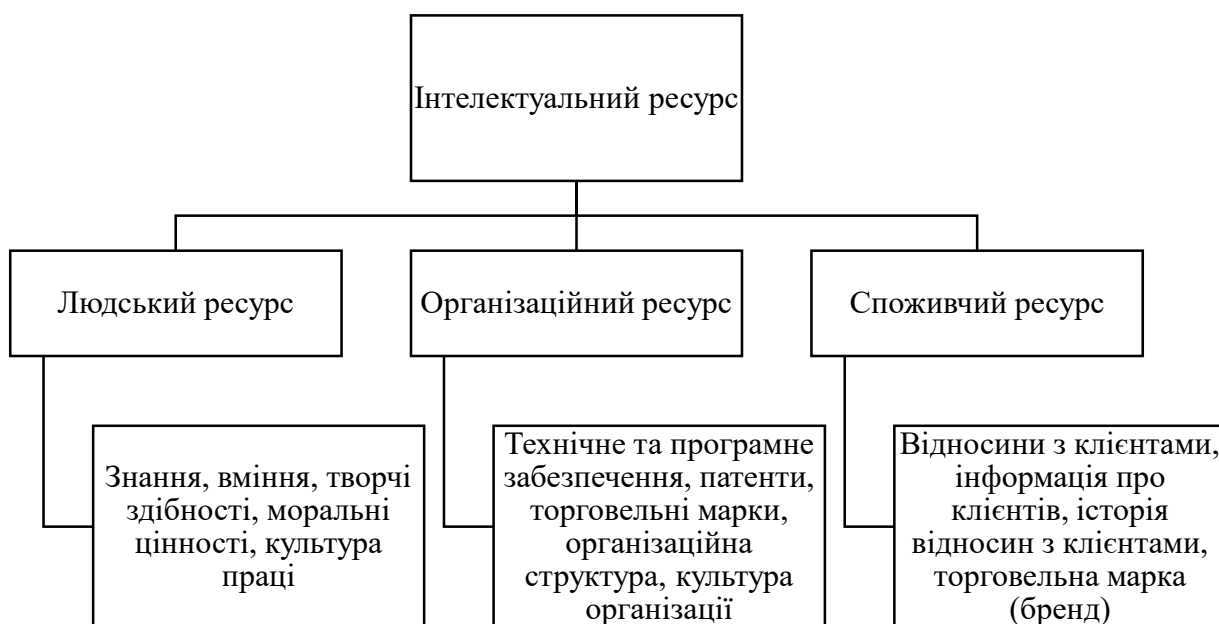 Інтелектуальний ресурс
Людський ресурс
Організаційний ресурс
Споживчий ресурс
Знання, вміння, творчі
здібності, моральні
цінності, культура
праці
Технічне та програмне
забезпечення, патенти,
торговельні марки,
організаційна
структура, культура
організації
Відносини з клієнтами,
інформація про
клієнтів, історія
відносин з клієнтами,
торговельна марка
(бренд)